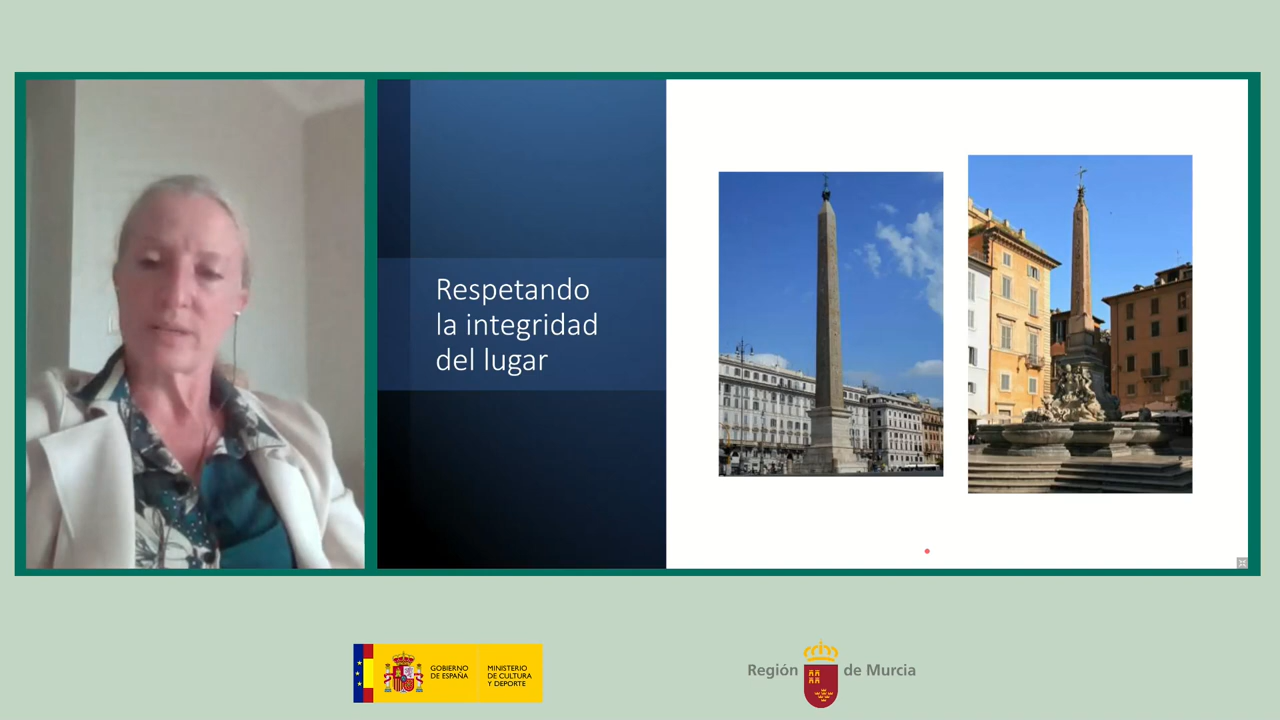 Respetando
la integridad
del lugar
GOBIERNO
DE ESPAÑA
MINISTERIO
DE CULTURA
Y DEPORTE
Región de Murcia